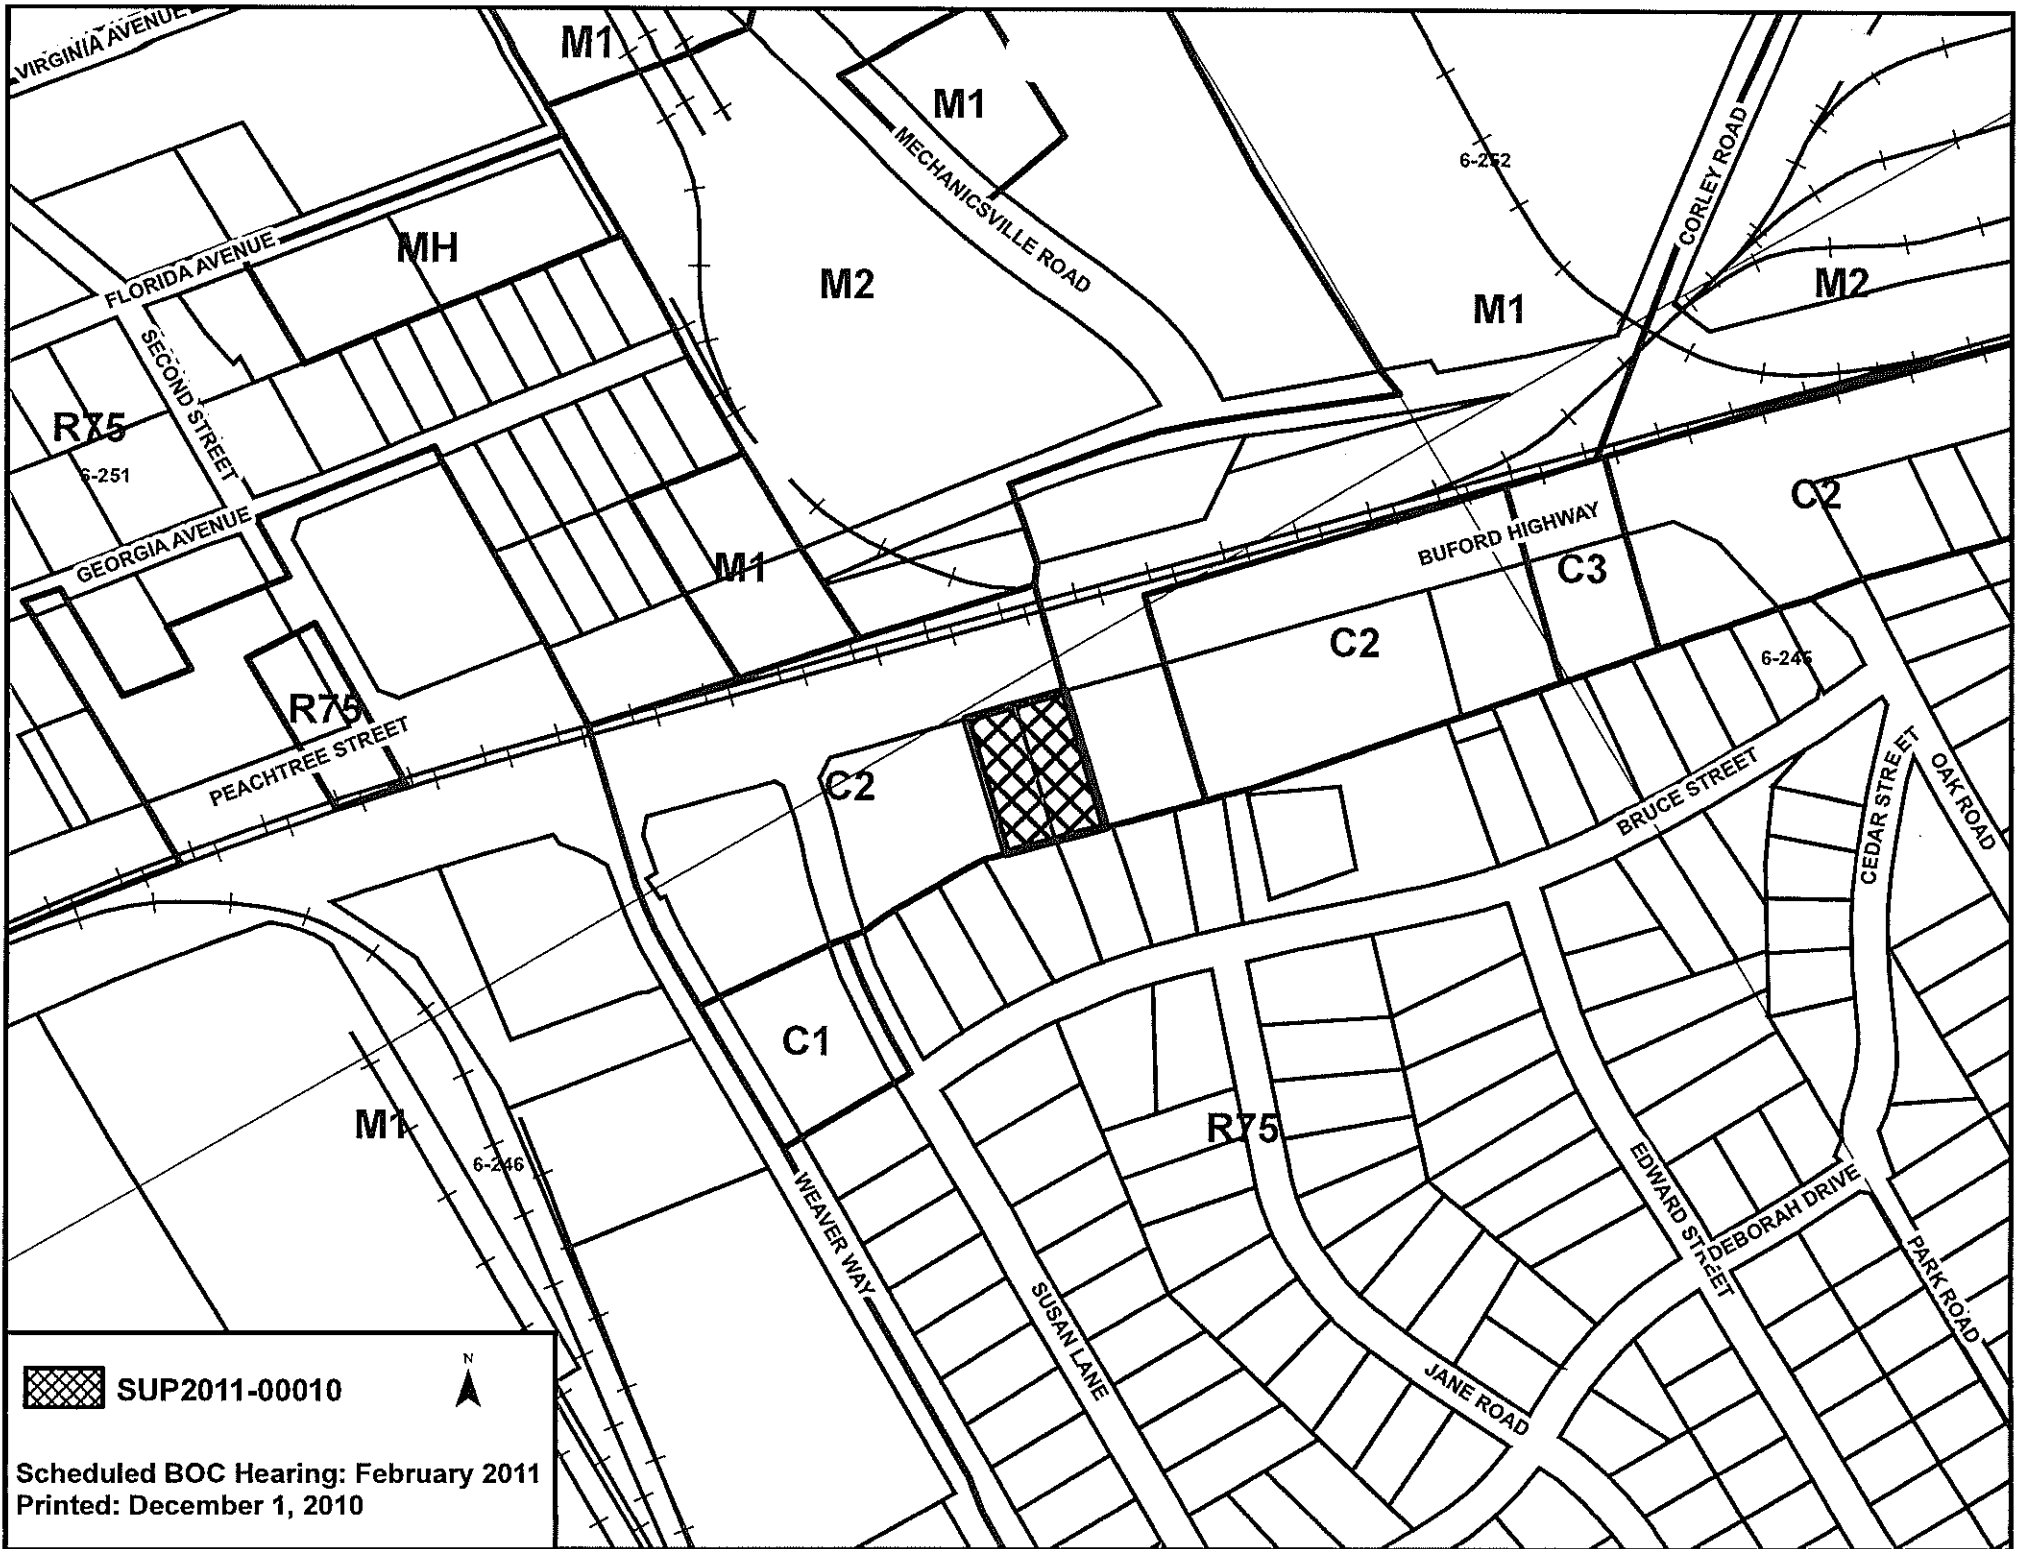 VIRGINIA AVENUE
M1
M1
MECHANICSVILLE ROAD
6-252
CORLEY ROAD
FLORIDA AVENUE
MH
M2
M1
M2
SECOND STREET
R75
6-251
GEORGIA AVENUE
M1
BUFORD HIGHWAY
C2
C3
C2
6-245
R75
PEACHTREE STREET
C2
BRUCE STREET
CEDAR STREET
OAK ROAD
C1
M1
6-246
R75
WEAVER WAY
SUSAN LANE
EDWARD STREET
DEBORAH DRIVE
PARK ROAD
JANE ROAD
N
SUP2011-00010
Scheduled BOC Hearing: February 2011
Printed: December 1, 2010